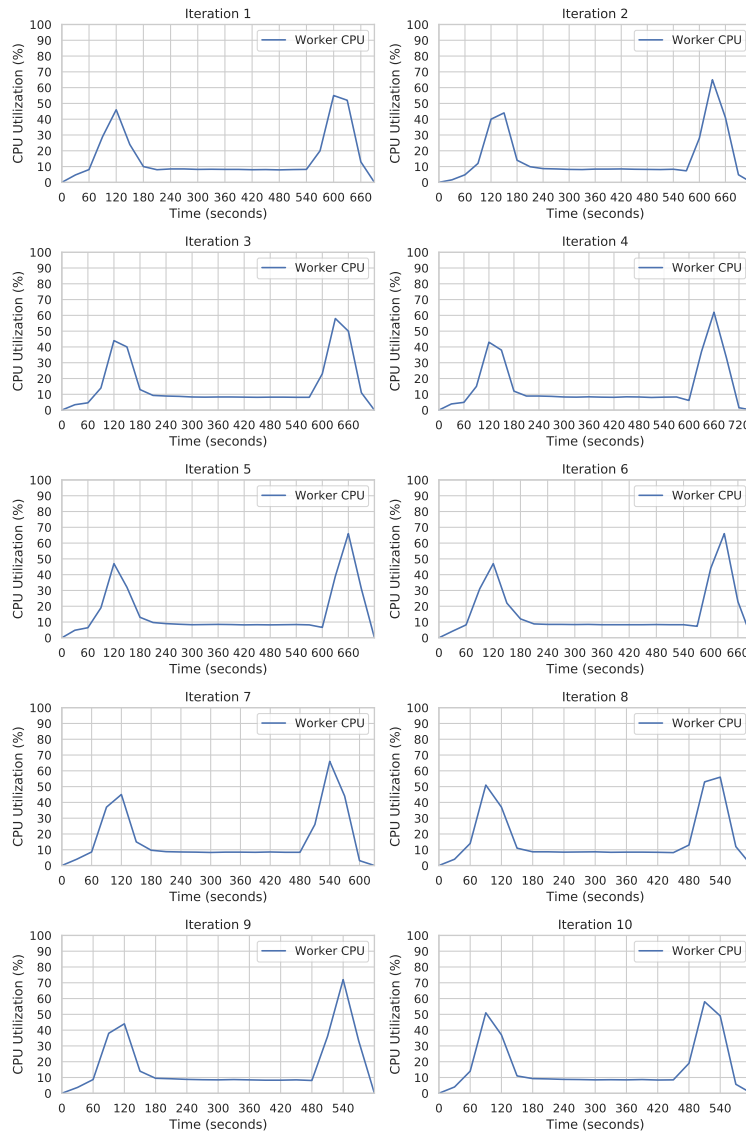 Iteration 1
Iteration 2
100
90
80
70
60
50
40
30
20
10
0
CPU Utilization (%)
Worker CPU
0 60 120 180 240 300 360 420 480 540 600 660
Time (seconds)
100
90
80
70
60
50
40
30
20
10
0
CPU Utilization (%)
Worker CPU
0 60 120 180 240 300 360 420 480 540 600 660
Time (seconds)
Iteration 3
Iteration 4
100
90
80
70
60
50
40
30
20
10
0
CPU Utilization (%)
Worker CPU
0 60 120 180 240 300 360 420 480 540 600 660
Time (seconds)
100
90
80
70
60
50
40
30
20
10
0
CPU Utilization (%)
Worker CPU
0 60 120 180 240 300 360 420 480 540 600 660 720
Time (seconds)
Iteration 5
Iteration 6
100
90
80
70
60
50
40
30
20
10
0
CPU Utilization (%)
Worker CPU
0 60 120 180 240 300 360 420 480 540 600 660
Time (seconds)
100
90
80
70
60
50
40
30
20
10
0
CPU Utilization (%)
Worker CPU
0 60 120 180 240 300 360 420 480 540 600 660
Time (seconds)
Iteration 7
Iteration 8
100
90
80
70
60
50
40
30
20
10
0
CPU Utilization (%)
Worker CPU
0 60 120 180 240 300 360 420 480 540 600
Time (seconds)
100
90
80
70
60
50
40
30
20
10
0
CPU Utilization (%)
Worker CPU
0 60 120 180 240 300 360 420 480 540
Time (seconds)
Iteration 9
Iteration 10
100
90
80
70
60
50
40
30
20
10
0
CPU Utilization (%)
Worker CPU
0 60 120 180 240 300 360 420 480 540
Time (seconds)
100
90
80
70
60
50
40
30
20
10
0
CPU Utilization (%)
Worker CPU
0 60 120 180 240 300 360 420 480 540
Time (seconds)